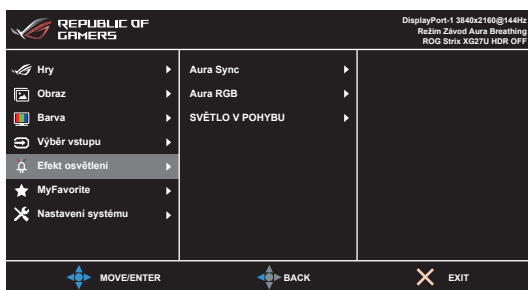 REPUBLIC OF
GAMERS
DisplayPort-1 3840x2160@144Hz
Režim Závod Aura Breathing
ROG Strix XG27U HDR OFF
Hry
Obraz
Barva
Výběr vstupu
Efekt osvětlení
MyFavorite
Nastavení systému
Aura Sync
Aura RGB
SVĚTLO V POHYBU
MOVE/ENTER
BACK
EXIT